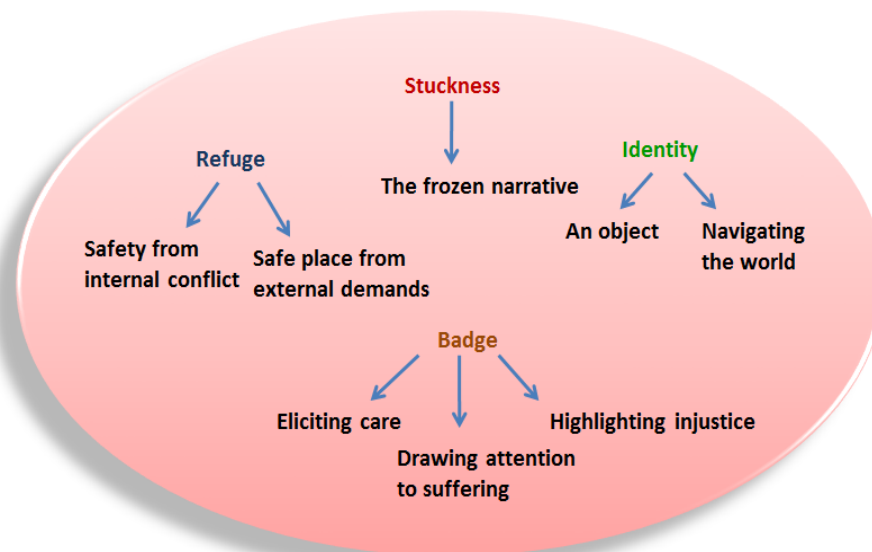 Stuckness
The frozen narrative
Refuge
Safety from
internal conflict
Safe place from
external demands
Identity
An object
Navigating
the world
Badge
Eliciting care
Drawing attention
to suffering
Highlighting injustice